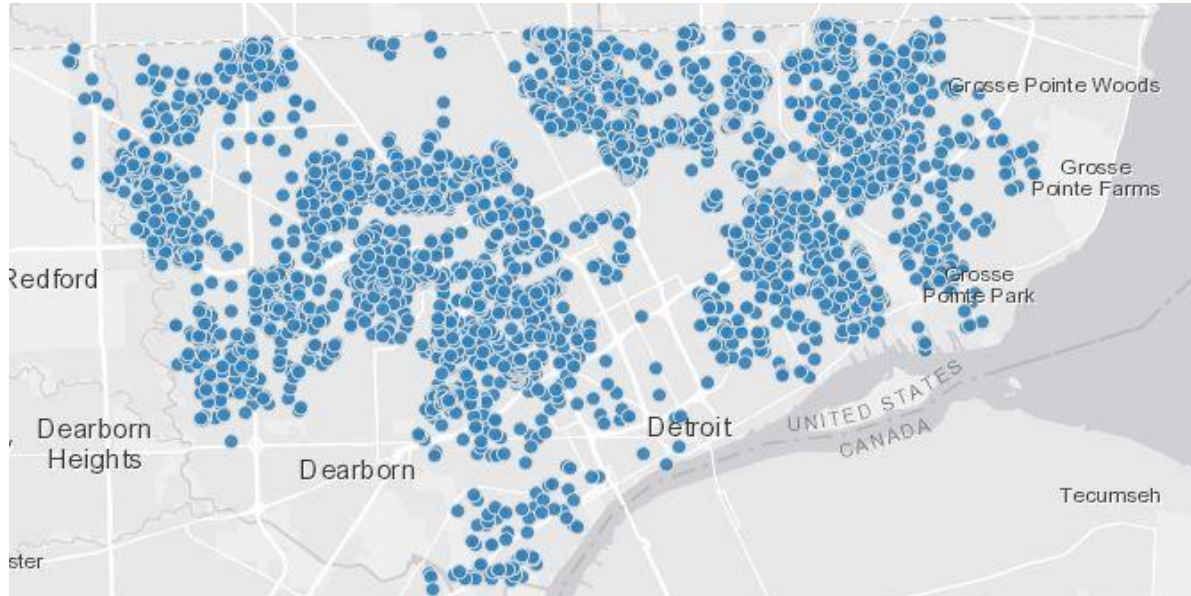 Grosse Pointe Woods
Grosse
Pointe Farms
Redford
Grosse
Pointe Park
UNITED STATES
CANADA
Dearborn
Heights
Detroit
Dearborn
Tecumseh
ster